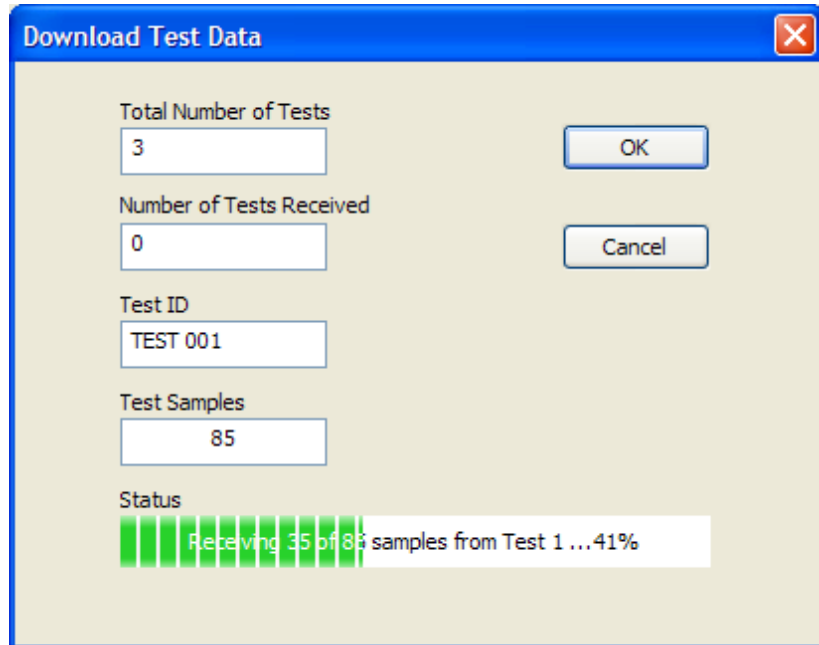 Download Test Data
Total Number of Tests
3
OK
Number of Tests Received
0
Cancel
Test ID
TEST 001
Test Samples
85
Status
Receiving 35 of 85 samples from Test 1 ...41%